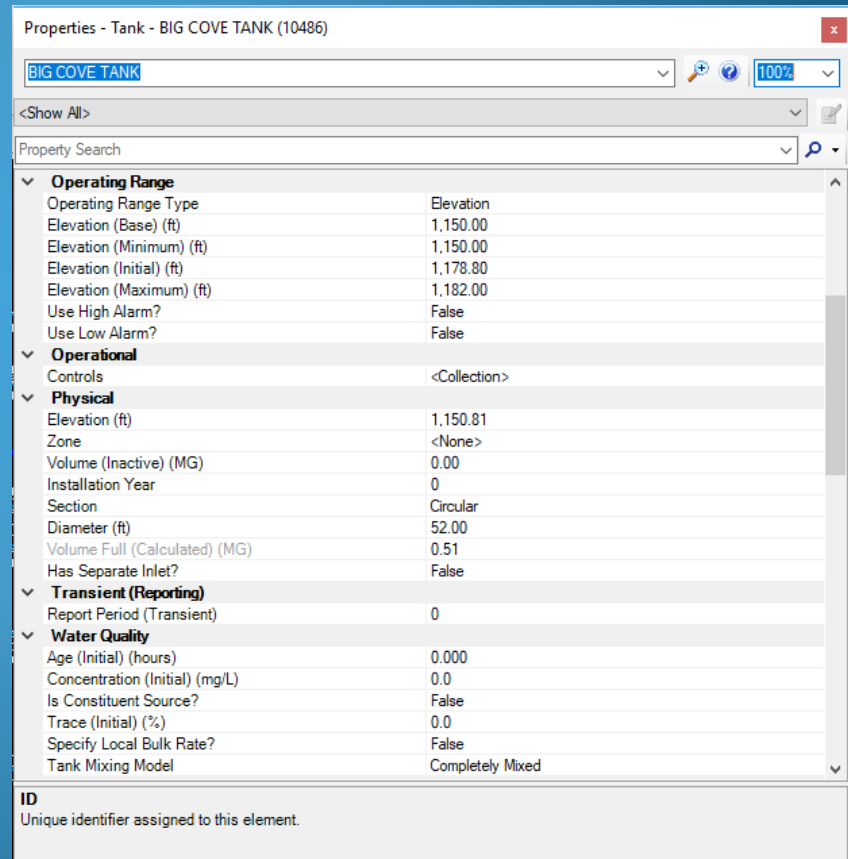 Properties - Tank - BIG COVE TANK (10486)
x
BIG COVE TANK 100%
<Show All>
Property Search
Operating Range
Operating Range Type Elevation
Elevation (Base) (ft) 1,150.00
Elevation (Minimum) (ft) 1,150.00
Elevation (Initial) (ft) 1,178.80
Elevation (Maximum) (ft) 1,182.00
Use High Alarm? False
Use Low Alarm? False
Operational
Controls <Collection>
Physical
Elevation (ft) 1,150.81
Zone <None>
Volume (Inactive) (MG) 0.00
Installation Year 0
Section Circular
Diameter (ft) 52.00
Volume Full (Calculated) (MG) 0.51
Has Separate Inlet? False
Transient (Reporting)
Report Period (Transient) 0
Water Quality
Age (Initial) (hours) 0.000
Concentration (Initial) (mg/L) 0.0
Is Constituent Source? False
Trace (Initial) (%) 0.0
Specify Local Bulk Rate? False
Tank Mixing Model Completely Mixed
ID
Unique identifier assigned to this element.